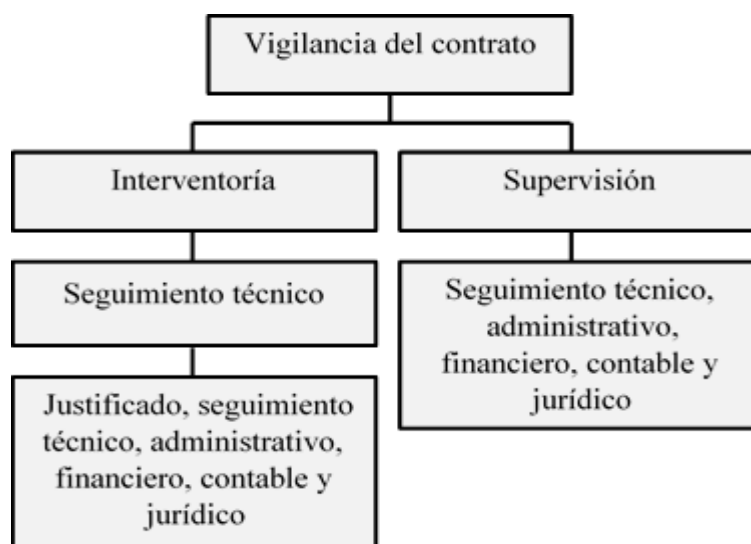 Vigilancia del contrato
Interventoría
Supervisión
Seguimiento técnico
Seguimiento técnico,
administrativo,
financiero, contable y
jurídico
Justificado, seguimiento
técnico, administrativo,
financiero, contable y
jurídico